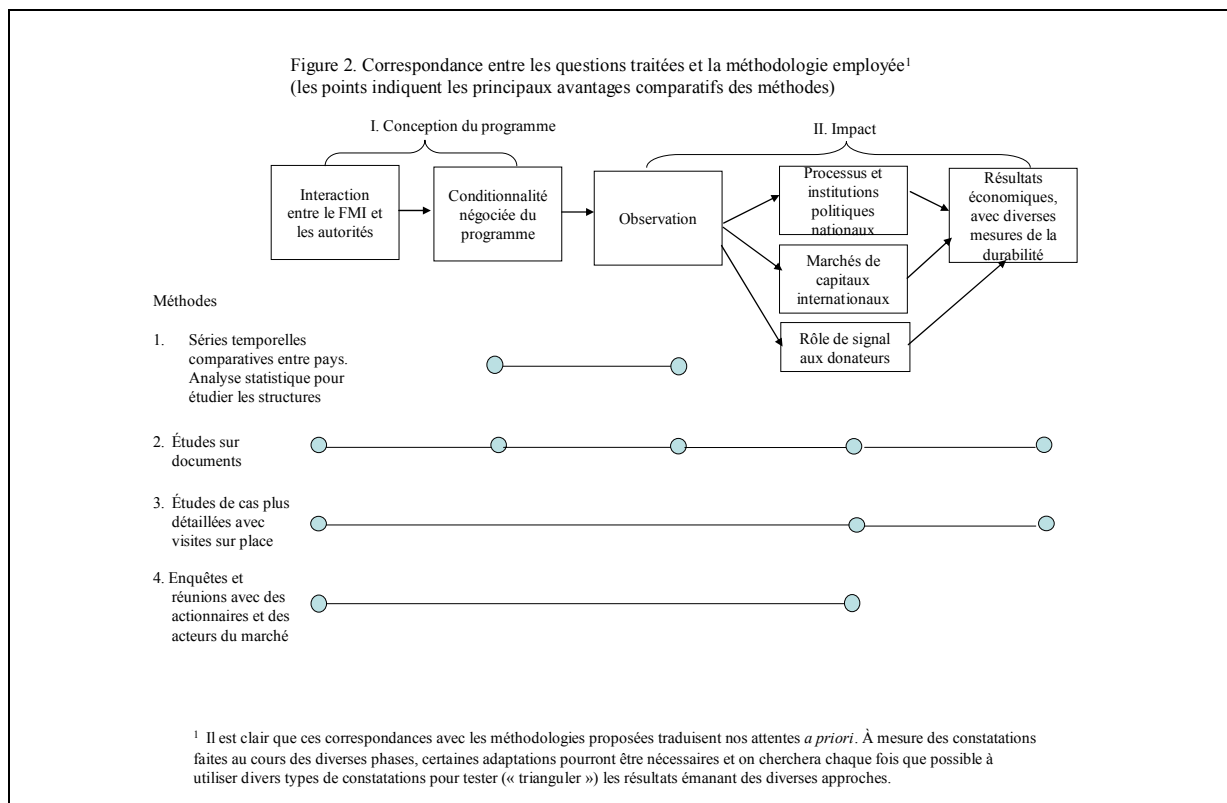 Figure 2. Correspondance entre les questions traitées et la méthodologie employée¹
(les points indiquent les principaux avantages comparatifs des méthodes)
I. Conception du programme
II. Impact
Interaction
entre le FMI et
les autorités
Conditionnalité
négociée du
programme
Observation
Processus et
institutions
politiques
nationaux
Marchés de
capitaux
internationaux
Rôle de signal
aux donateurs
Résultats
économiques,
avec diverses
mesures de la
durabilité
Méthodes
1. Séries temporelles
comparatives entre pays.
Analyse statistique pour
étudier les structures
2. Études sur
documents
3. Études de cas plus
détaillées avec
visites sur place
4. Enquêtes et
réunions avec des
actionnaires et des
acteurs du marché
¹ Il est clair que ces correspondances avec les méthodologies proposées traduisent nos attentes a priori. À mesure des constatations
faites au cours des diverses phases, certaines adaptations pourront être nécessaires et on cherchera chaque fois que possible à
utiliser divers types de constatations pour tester (« trianguler ») les résultats émanant des diverses approches.